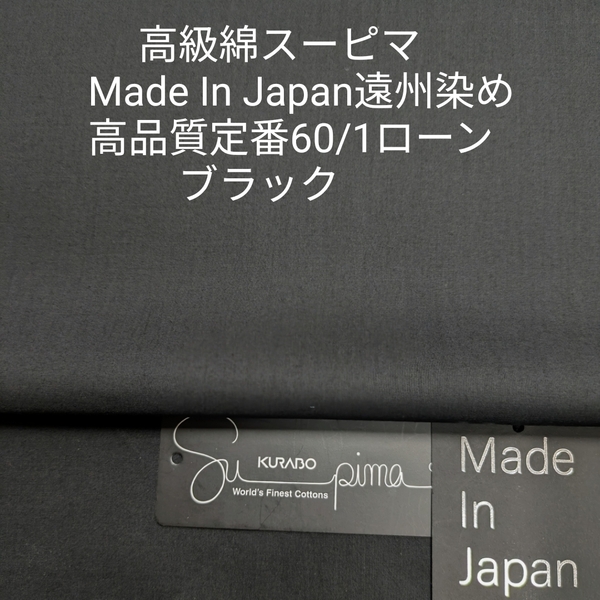 高級綿スーピマ
Made In Japan遠州染め
高品質定番60/1ローン
ブラック
KURABO
Supima
World's Finest Cottons
Made
In
Japan